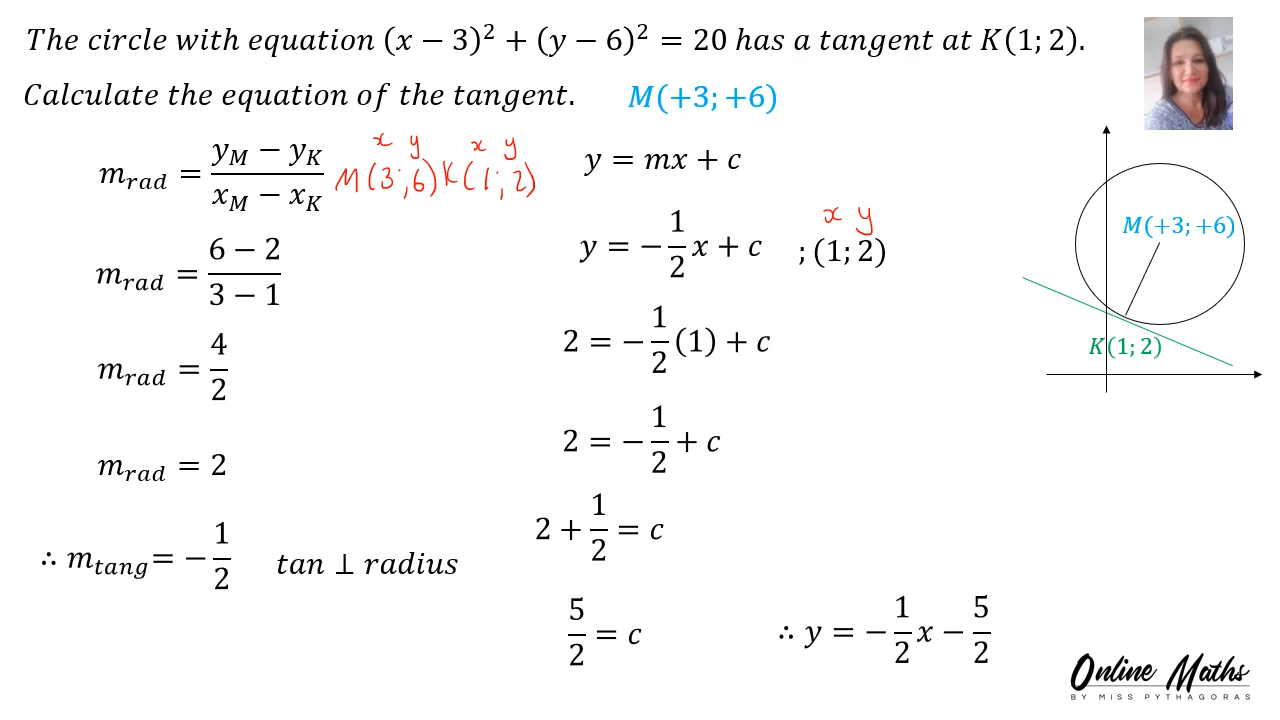 The circle with equation (x − 3)² + (y − 6)² = 20 has a tangent at K(1; 2).
Calculate the equation of the tangent. M(+3; +6)
m_rad = (y_M − y_K)/(x_M − x_K)
x y x y
M(3;6) K(1;2)
m_rad = (6 − 2)/(3 − 1)
m_rad = 4/2
m_rad = 2
∴ m_tang = − 1/2 tan ⊥ radius
y = mx + c
x y
y = − 1/2 x + c ; (1; 2)
2 = − 1/2 (1) + c
2 = − 1/2 + c
2 + 1/2 = c
5/2 = c
∴ y = − 1/2 x − 5/2
M(+3; +6)
K(1; 2)
Online Maths
BY MISS PYTHAGORAS